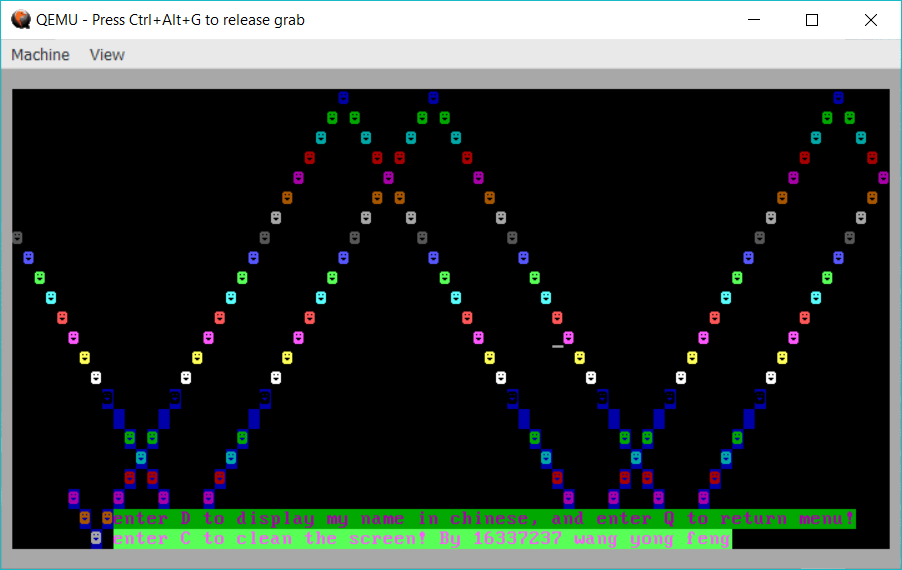 QEMU - Press Ctrl+Alt+G to release grab
Machine View
enter D to display my name in chinese, and enter Q to return menu!
enter C to clean the screen! By 16337237 wang yong feng